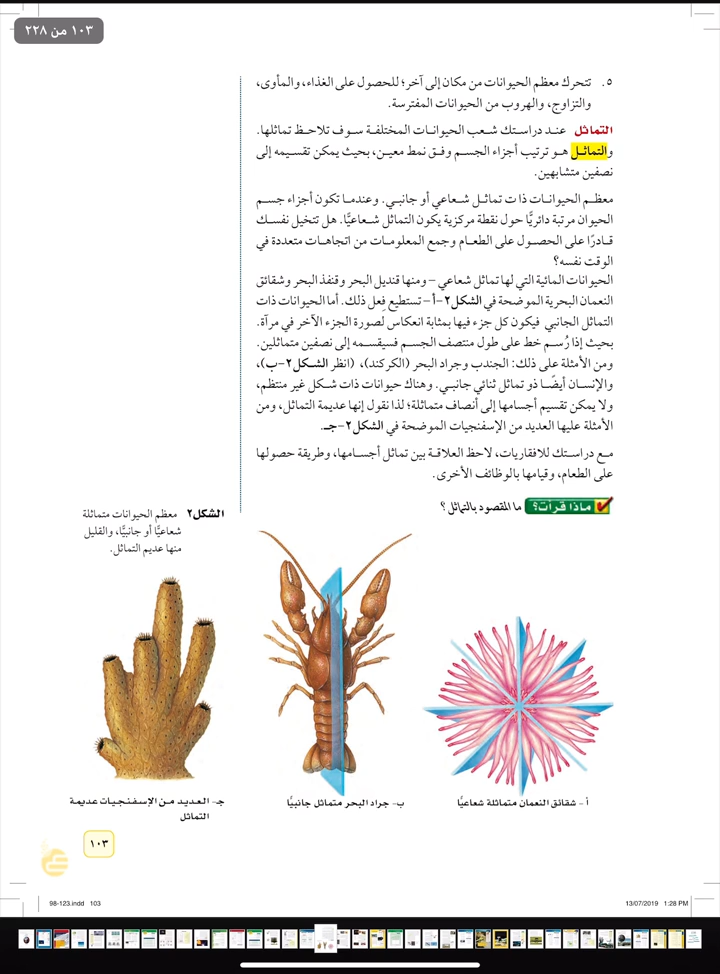 ١٠٣ من ٢٢٨
٥. تتحرك معظم الحيوانات من مكان إلى آخر؛ للحصول على الغذاء، والمأوى،
والتزاوج، والهروب من الحيوانات المفترسة.
التماثل عند دراستك شعب الحيوانات المختلفة سوف تلاحظ تماثلها.
والتماثل هو ترتيب أجزاء الجسم وفق نمط معين، بحيث يمكن تقسيمه إلى
نصفين متشابهين.
معظم الحيوانات ذات تماثل شعاعي أو جانبي. وعندما تكون أجزاء جسم
الحيوان مرتبة دائريًّا حول نقطة مركزية يكون التماثل شعاعيًّا. هل تتخيل نفسك
قادرًا على الحصول على الطعام وجمع المعلومات من اتجاهات متعددة في
الوقت نفسه؟
الحيوانات المائية التي لها تماثل شعاعي – ومنها قنديل البحر وقنفذ البحر وشقائق
النعمان البحرية الموضحة في الشكل٢-أ – تستطيع فِعل ذلك. أما الحيوانات ذات
التماثل الجانبي فيكون كل جزء فيها بمثابة انعكاس لصورة الجزء الآخر في مرآة.
بحيث إذا رُسم خط على طول منتصف الجسم فسيقسمه إلى نصفين متماثلين.
ومن الأمثلة على ذلك: الجندب وجراد البحر (الكركند)، (انظر الشكل ٢-ب)،
والإنسان أيضًا ذو تماثل ثنائي جانبي. وهناك حيوانات ذات شكل غير منتظم،
ولا يمكن تقسيم أجسامها إلى أنصاف متماثلة؛ لذا نقول إنها عديمة التماثل، ومن
الأمثلة عليها العديد من الإسفنجيات الموضحة في الشكل٢-جـ.
مع دراستك للافقاريات، لاحظ العلاقة بين تماثل أجسامها، وطريقة حصولها
على الطعام، وقيامها بالوظائف الأخرى.
ماذا قرأت؟ ما المقصود بالتماثل؟
الشكل٢ معظم الحيوانات متماثلة
شعاعيًّا أو جانبيًّا، والقليل
منها عديم التماثل.
أ – شقائق النعمان متماثلة شعاعيًّا
ب- جراد البحر متماثل جانبيًّا
جـ- العديد من الإسفنجيات عديمة
التماثل
١٠٣
98-123.indd 103
13/07/2019 1:28 PM